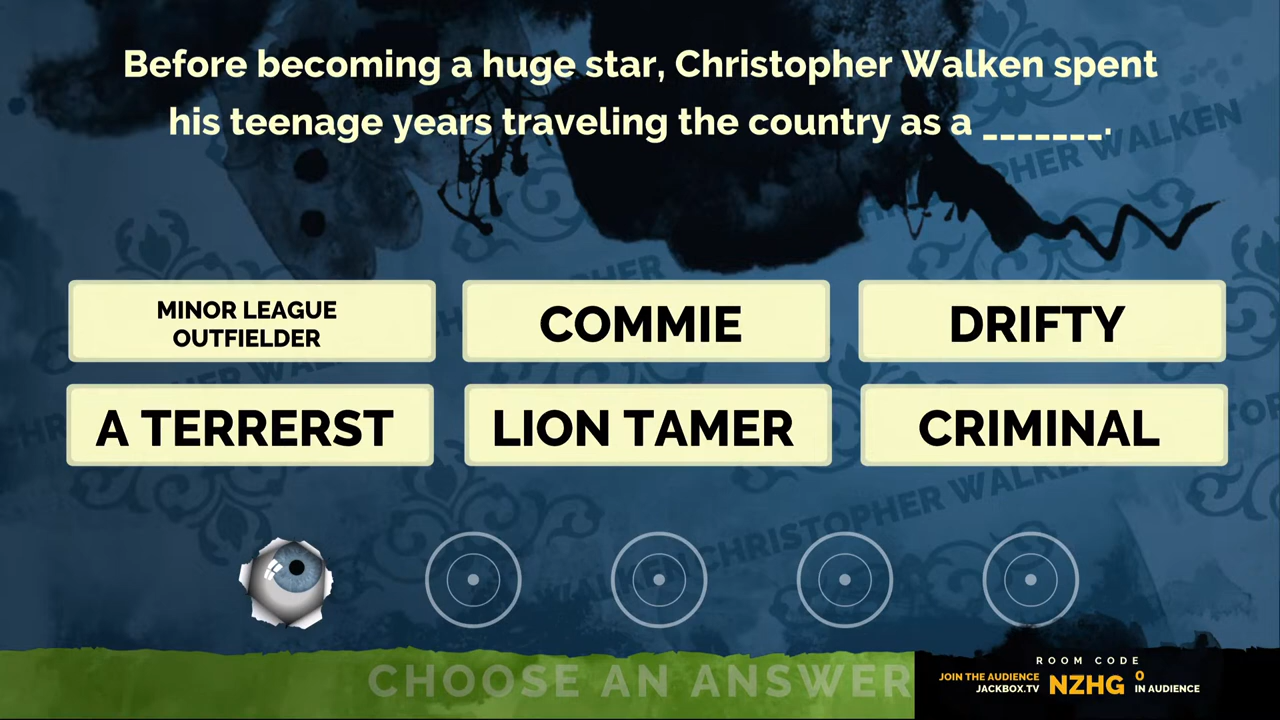 Before becoming a huge star, Christopher Walken spent
his teenage years traveling the country as a _______.
MINOR LEAGUE
OUTFIELDER
COMMIE
DRIFTY
A TERRERST
LION TAMER
CRIMINAL
CHOOSE AN ANSWER
ROOM CODE
JOIN THE AUDIENCE
JACKBOX.TV
NZHG
0
IN AUDIENCE
CHRISTOPHER WALKEN